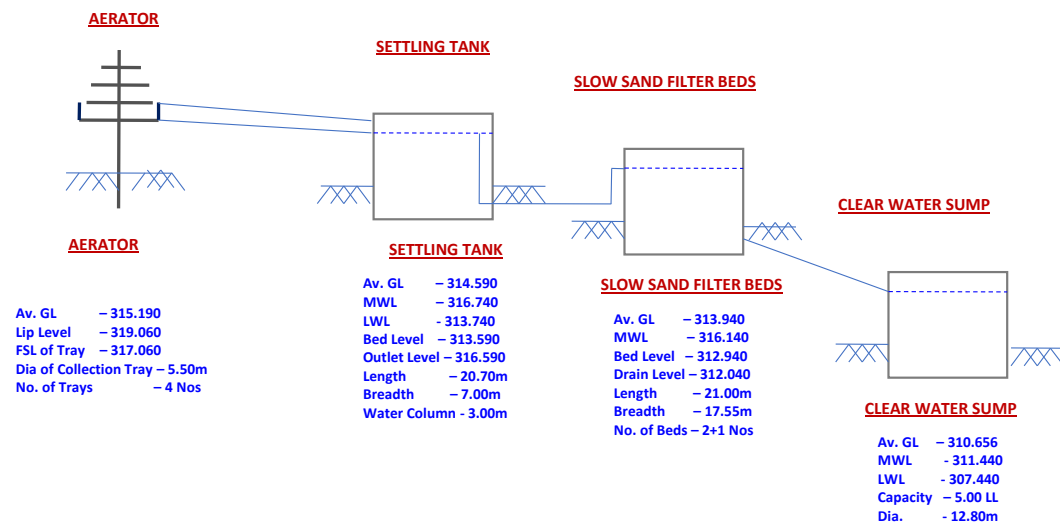 AERATOR
SETTLING TANK
SLOW SAND FILTER BEDS
CLEAR WATER SUMP
AERATOR
Av. GL – 315.190
Lip Level – 319.060
FSL of Tray – 317.060
Dia of Collection Tray – 5.50m
No. of Trays – 4 Nos
SETTLING TANK
Av. GL – 314.590
MWL – 316.740
LWL - 313.740
Bed Level – 313.590
Outlet Level – 316.590
Length – 20.70m
Breadth – 7.00m
Water Column - 3.00m
SLOW SAND FILTER BEDS
Av. GL – 313.940
MWL – 316.140
Bed Level – 312.940
Drain Level – 312.040
Length – 21.00m
Breadth – 17.55m
No. of Beds – 2+1 Nos
CLEAR WATER SUMP
Av. GL – 310.656
MWL - 311.440
LWL - 307.440
Capacity – 5.00 LL
Dia. - 12.80m